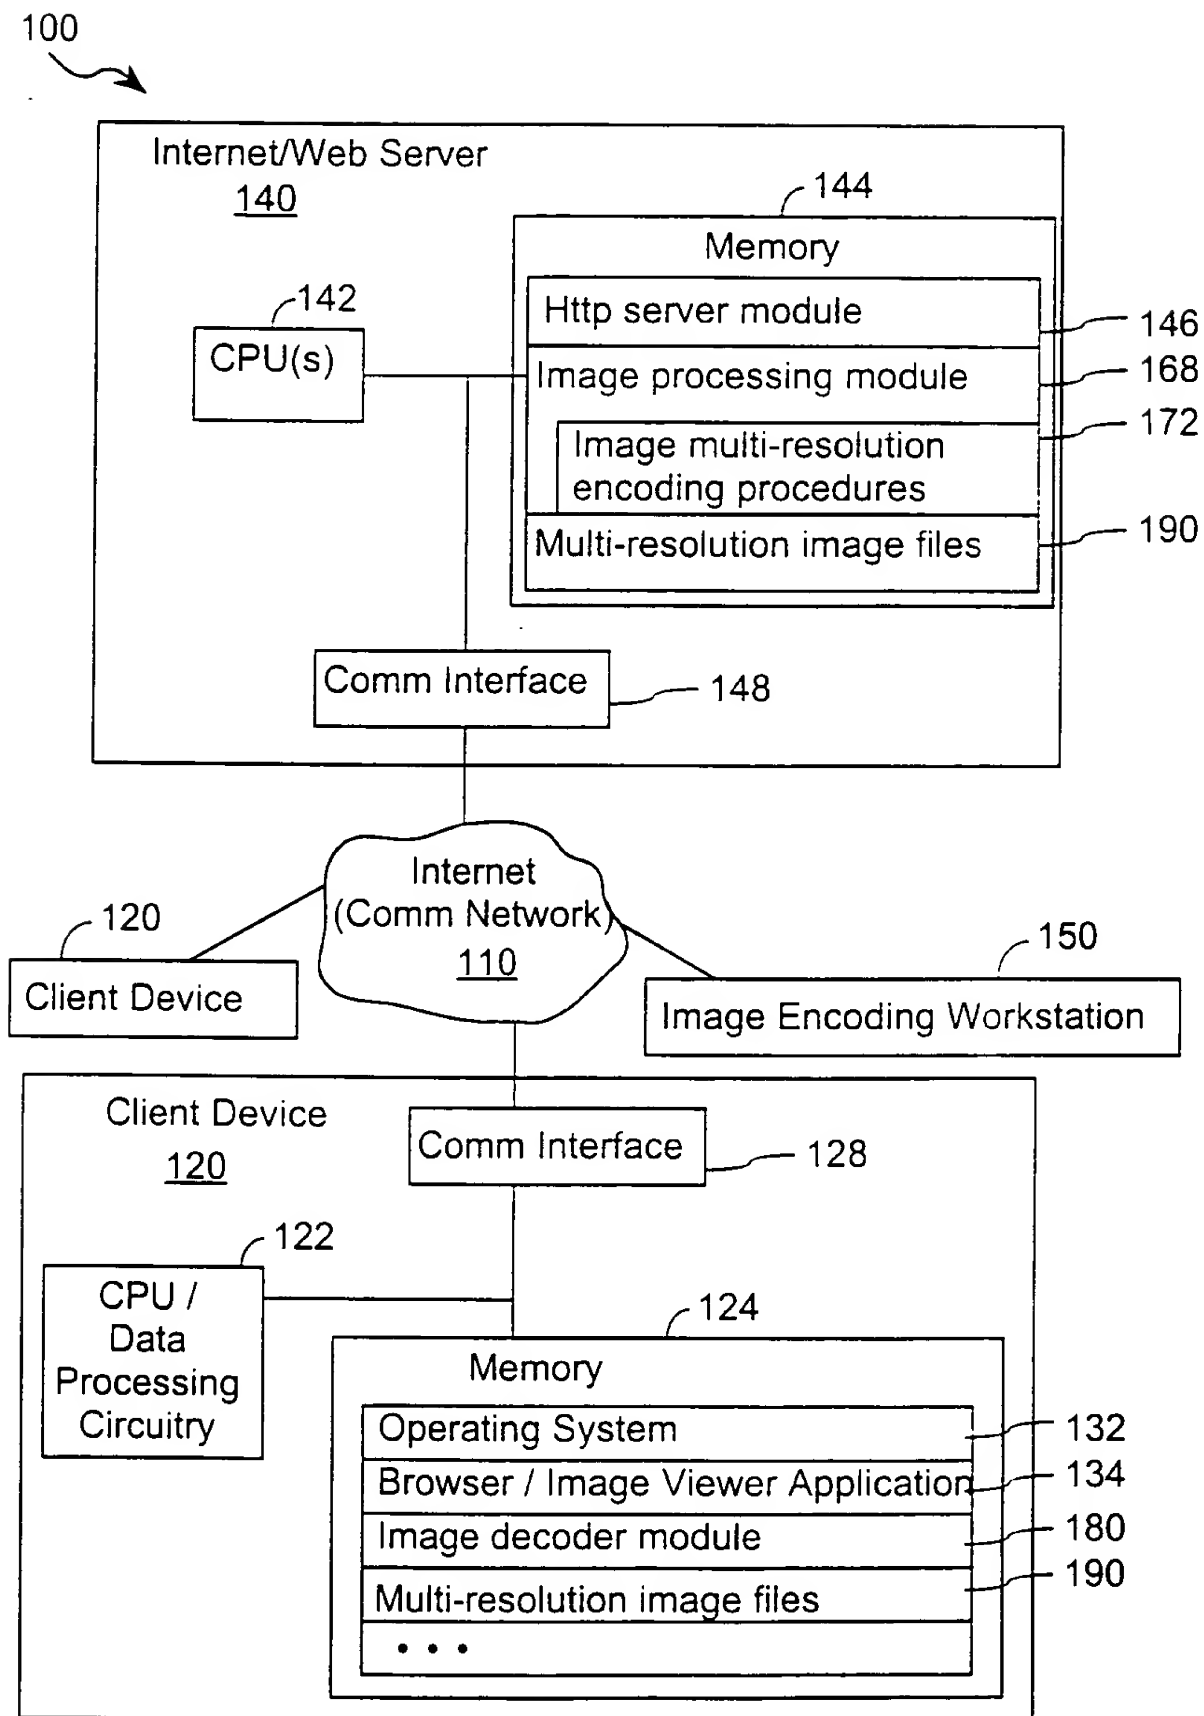 100
Internet/Web Server
140
144
Memory
142
CPU(s)
Http server module
146
Image processing module
168
172
Image multi-resolution
encoding procedures
Multi-resolution image files
190
Comm Interface
148
Internet
(Comm Network)
110
120
Client Device
150
Image Encoding Workstation
Client Device
120
Comm Interface
128
122
CPU /
Data
Processing
Circuitry
124
Memory
Operating System
132
Browser / Image Viewer Application
134
Image decoder module
180
Multi-resolution image files
190
• • •